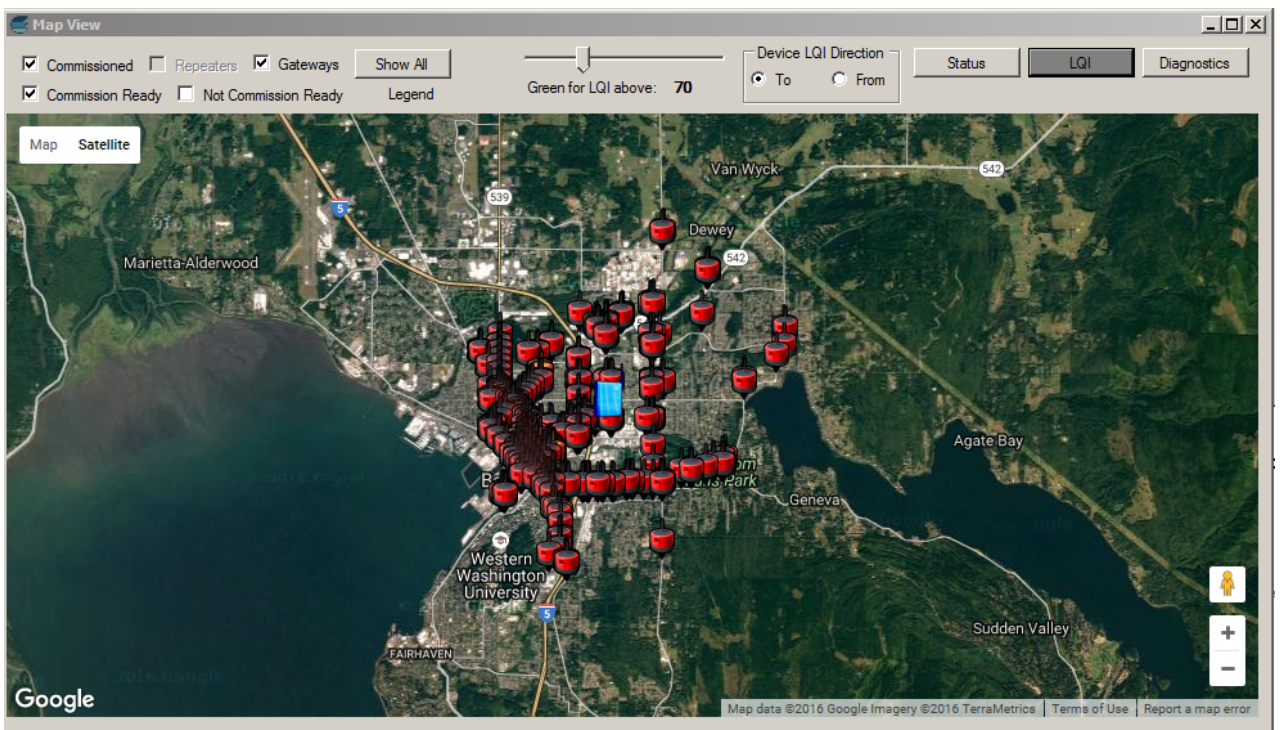 Map View
Commissioned Repeaters Gateways Show All
Commission Ready Not Commission Ready Legend
Green for LQI above: 70
Device LQI Direction
To From
Status LQI Diagnostics
Map Satellite
Van Wyck
542
539
5
Dewey
542
Marietta-Alderwood
Agate Bay
Geneva
Western
Washington
University
5
Sudden Valley
FAIRHAVEN
Google
Map data ©2016 Google Imagery ©2016 TerraMetrics Terms of Use Report a map error